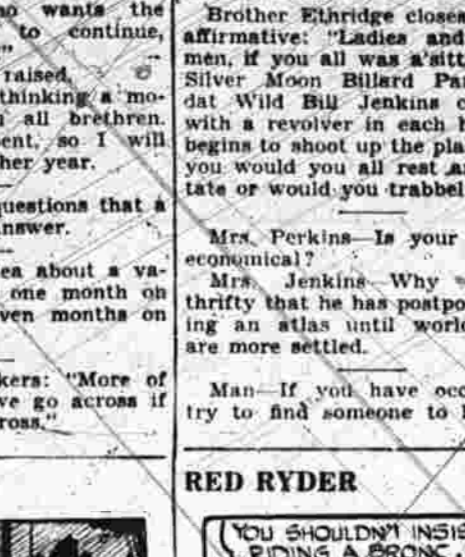 wants the
to continue,
raised,
thinking a mo-
all brethren.
so I will
her year.
questions that a
answer.
ea about a va-
one month on
ven months on
kers: "More of
ve go across if
ross."
Brother Ethridge closes
affirmative: "Ladies and
men, if you all was a'sitt
Silver Moon Billard Par
dat Wild Bill Jenkins c
with a revolver in each h
begins to shoot up the pla
you would you all rest
tate or would you trabbel
Mrs. Perkins—Is your
economical?
Mrs. Jenkins—Why
thrifty that he has postpo
ing an atlas until world
are more settled.
Man—If you have occ
try to find someone to
RED RYDER
YOU SHOULDN'T INSIS
RIDING A BRONC